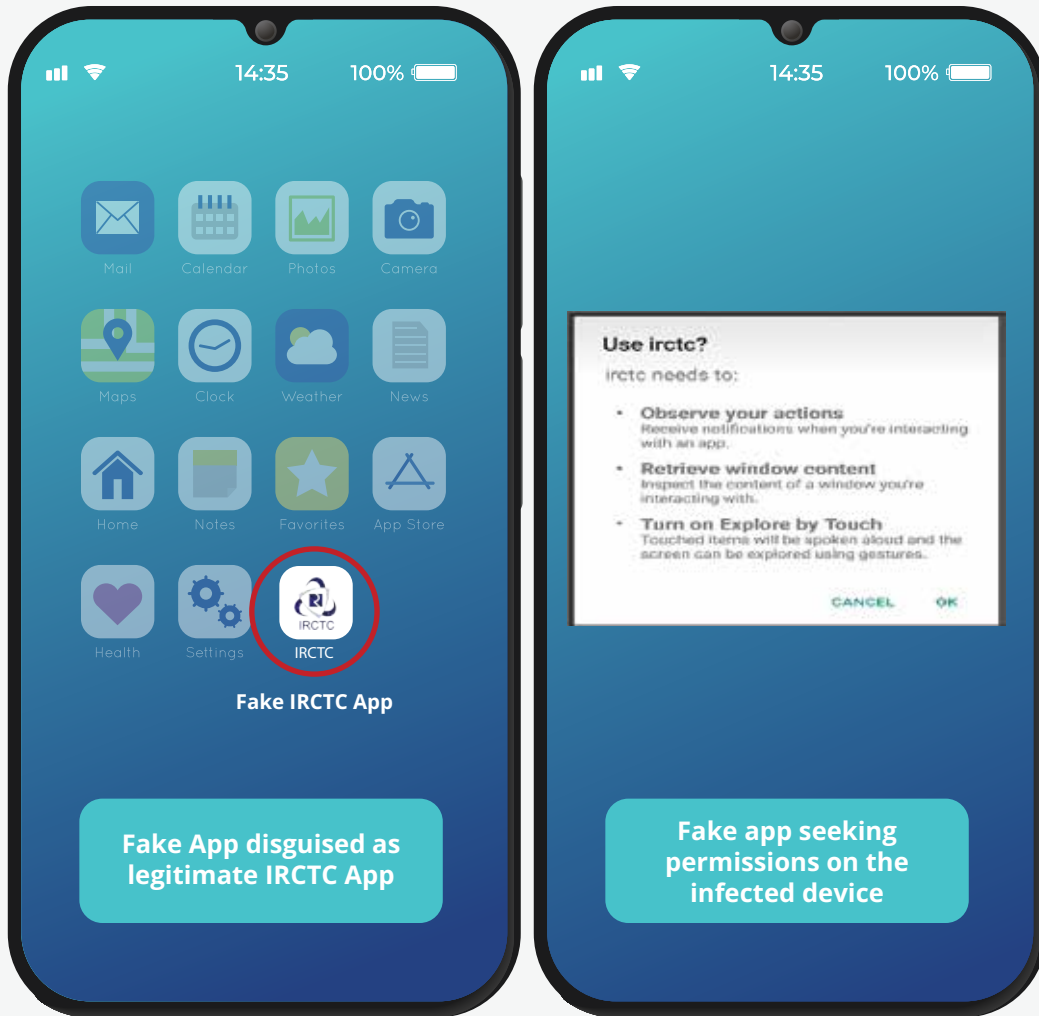 14:35
100%
Mail
Calendar
Photos
Camera
Maps
Clock
Weather
News
Home
Notes
Favorites
App Store
Health
Settings
IRCTC
IRCTC
Fake IRCTC App
Fake App disguised as
legitimate IRCTC App
14:35
100%
Use irctc?
irctc needs to:
• Observe your actions
Receive notifications when you're interacting
with an app.
• Retrieve window content
Inspect the content of a window you're
interacting with.
• Turn on Explore by Touch
Touched items will be spoken aloud and the
screen can be explored using gestures.
CANCEL
OK
Fake app seeking
permissions on the
infected device